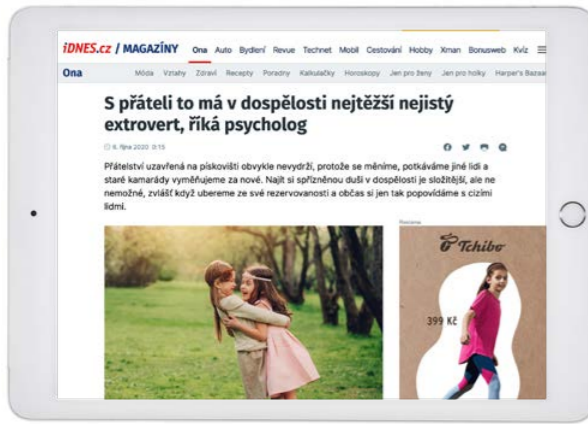 iDNES.cz / MAGAZÍNY Ona Auto Bydlení Revue Technet Mobil Cestování Hobby Xman Bonusweb Kvíz
Ona Móda Vztahy Zdraví Recepty Poradny Kalkulačky Horoskopy Jen pro ženy Jen pro holky Harper's Bazaar
S přáteli to má v dospělosti nejtěžší nejistý
extrovert, říká psycholog
6. října 2020 0:15
Přátelství uzavřená na pískovišti obvykle nevydrží, protože se měníme, potkáváme jiné lidi a
staré kamarády vyměňujeme za nové. Najít si spřízněnou duši v dospělosti je složitější, ale ne
nemožné, zvlášť když ubereme ze své rezervovanosti a občas si jen tak popovídáme s cizími
lidmi.
Reklama
Tchibo
399 Kč